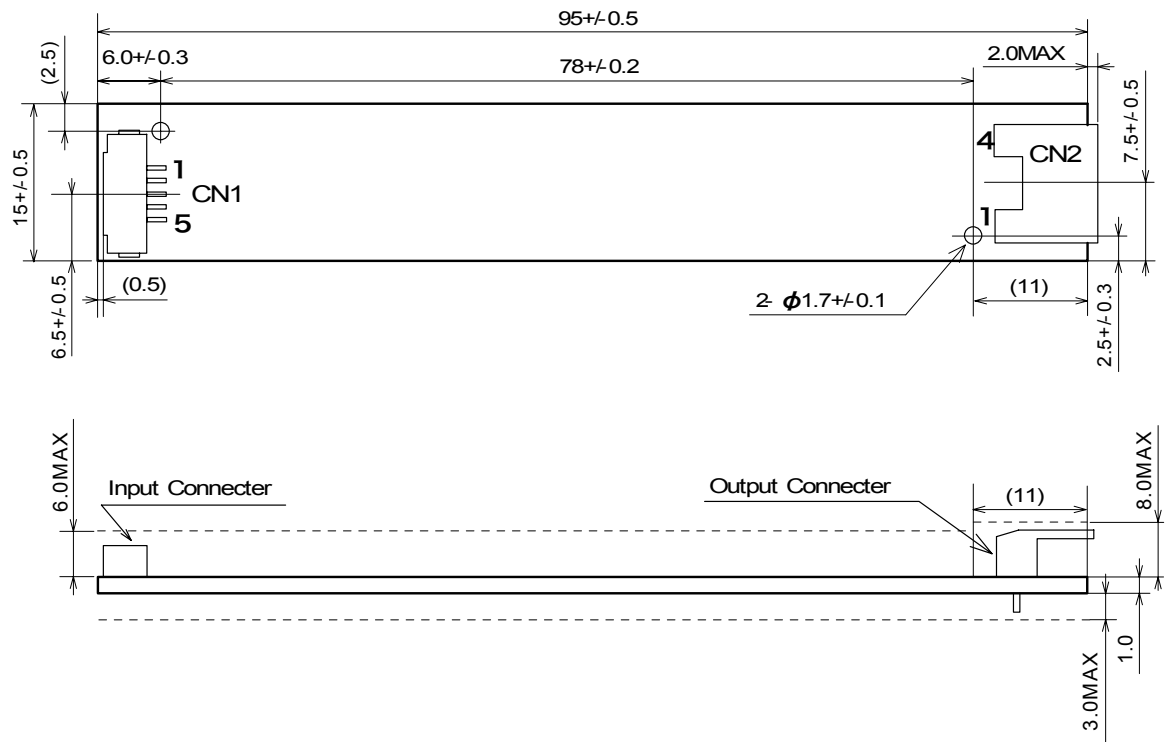 95+/-0.5
6.0+/-0.3
78+/-0.2
2.0MAX
(2.5)
15+/-0.5
6.5+/-0.5
(0.5)
1
CN1
5
4
CN2
1
7.5+/-0.5
2- ϕ1.7+/-0.1
(11)
2.5+/-0.3
6.0MAX
Input Connecter
Output Connecter
(11)
8.0MAX
1.0
3.0MAX